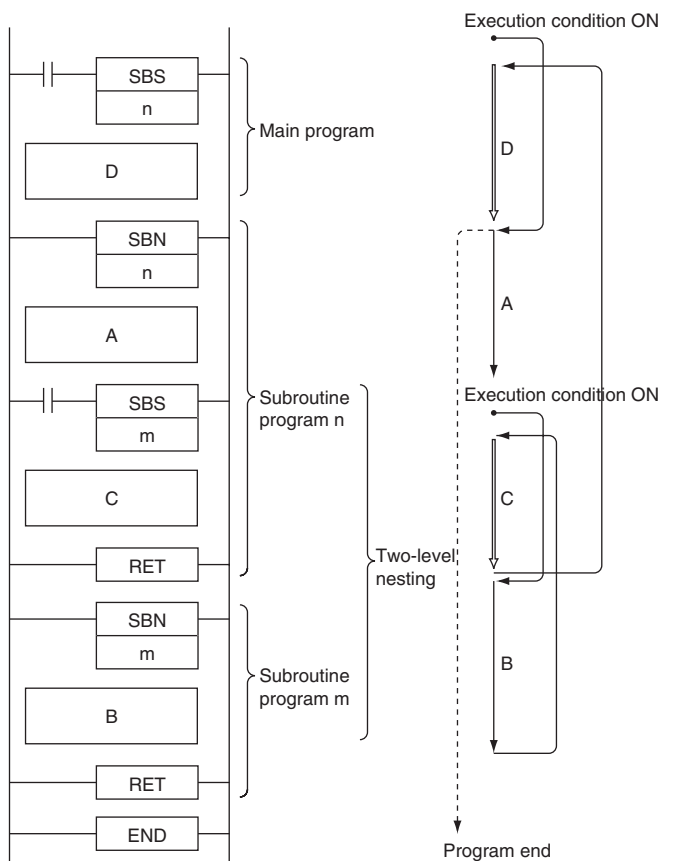 Execution condition ON
SBS
n
Main program
D
D
SBN
n
A
A
SBS
m
Subroutine
program n
Execution condition ON
C
C
RET
Two-level
nesting
SBN
m
B
Subroutine
program m
B
RET
END
Program end